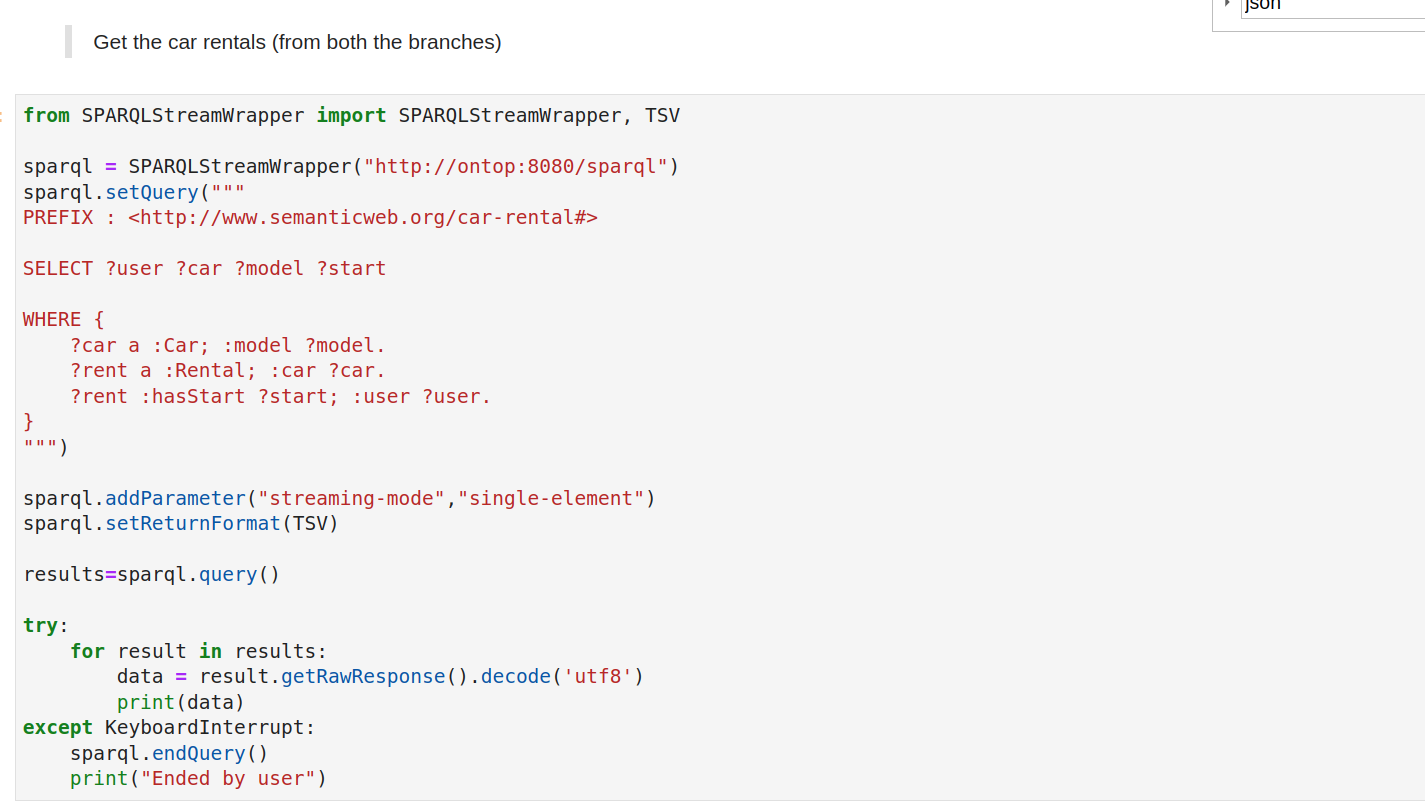 json
Get the car rentals (from both the branches)
from SPARQLStreamWrapper import SPARQLStreamWrapper, TSV
sparql = SPARQLStreamWrapper("http://ontop:8080/sparql")
sparql.setQuery("""
PREFIX : <http://www.semanticweb.org/car-rental#>
SELECT ?user ?car ?model ?start
WHERE {
    ?car a :Car; :model ?model.
    ?rent a :Rental; :car ?car.
    ?rent :hasStart ?start; :user ?user.
}
""")
sparql.addParameter("streaming-mode","single-element")
sparql.setReturnFormat(TSV)
results=sparql.query()
try:
    for result in results:
        data = result.getRawResponse().decode('utf8')
        print(data)
except KeyboardInterrupt:
    sparql.endQuery()
    print("Ended by user")